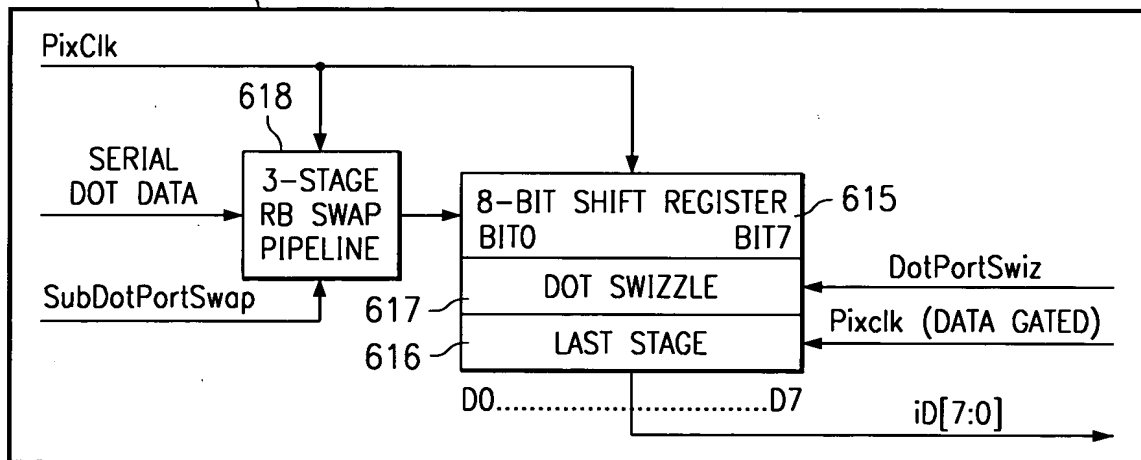 PixClk
618
SERIAL
DOT DATA
3-STAGE
RB SWAP
PIPELINE
8-BIT SHIFT REGISTER
615
BIT0 BIT7
DotPortSwiz
SubDotPortSwap
DOT SWIZZLE
617
Pixclk (DATA GATED)
LAST STAGE
616
D0..............................D7
iD[7:0]